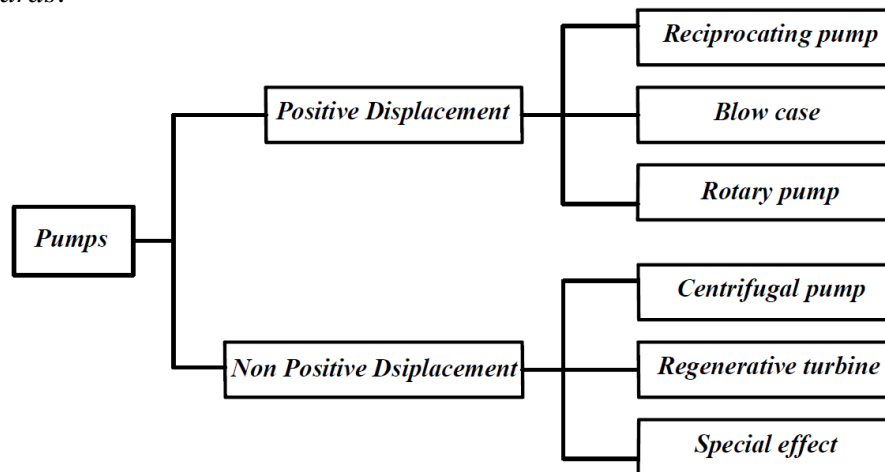 Reciprocating pump
Positive Displacement
Blow case
Rotary pump
Pumps
Centrifugal pump
Non Positive Dsiplacement
Regenerative turbine
Special effect